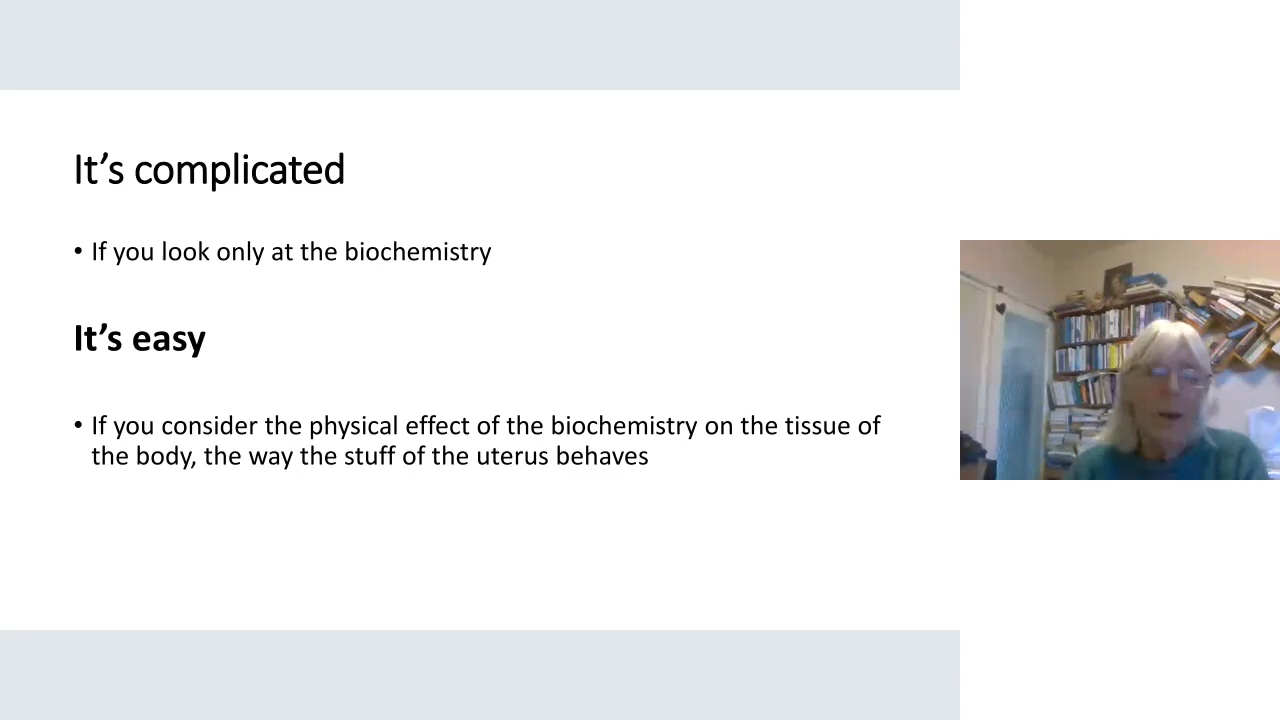 It’s complicated
• If you look only at the biochemistry
It’s easy
• If you consider the physical effect of the biochemistry on the tissue of
the body, the way the stuff of the uterus behaves